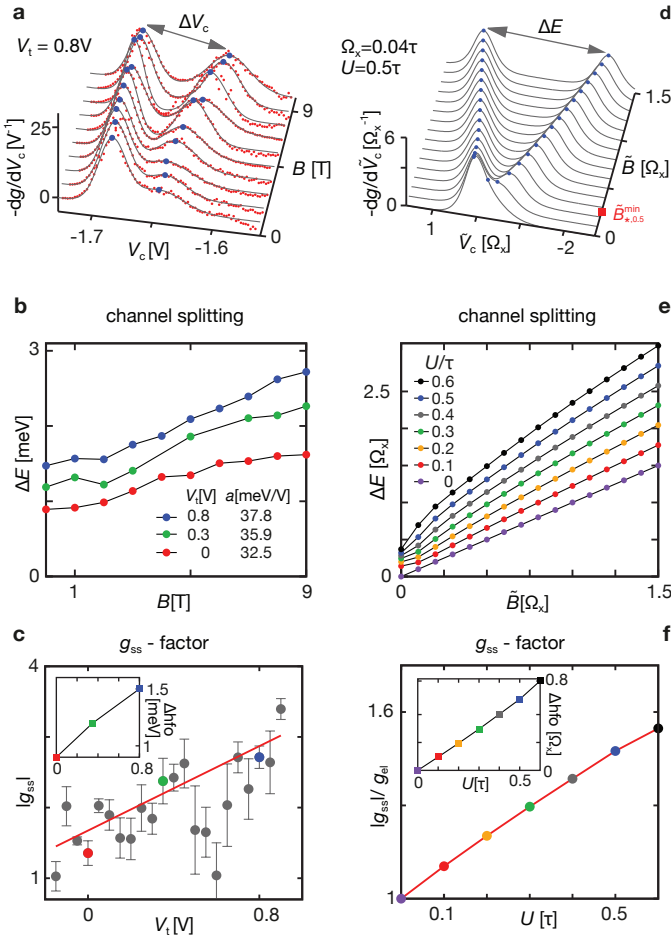 a
V_t = 0.8V
ΔV_c
25
0
-dg/dV_c [V⁻¹]
-1.7
-1.6
V_c [V]
0
9
B [T]
d
Ω_x=0.04τ
U=0.5τ
ΔE
6
0
-dg/dṼ_c [Ω_x⁻¹]
1
-2
Ṽ_c [Ω_x]
0
1.5
B̃ [Ω_x]
B̃^min_*,0.5
b
channel splitting
3
0
ΔE [meV]
1
9
B[T]
V_t[V] a[meV/V]
0.8 37.8
0.3 35.9
0 32.5
e
channel splitting
2.5
0
ΔE [Ω_x]
U/τ
0.6
0.5
0.4
0.3
0.2
0.1
0
0
1.5
B̃[Ω_x]
c
g_ss - factor
4
1
|g_ss|
0
0.8
V_t [V]
0
0.8
1.5
1
Δhfo
[meV]
f
g_ss - factor
1.6
1
|g_ss|/ g_el
0.1
0.5
U [τ]
0
0.5
U[τ]
0.8
0
Δhfo [Ω_x]